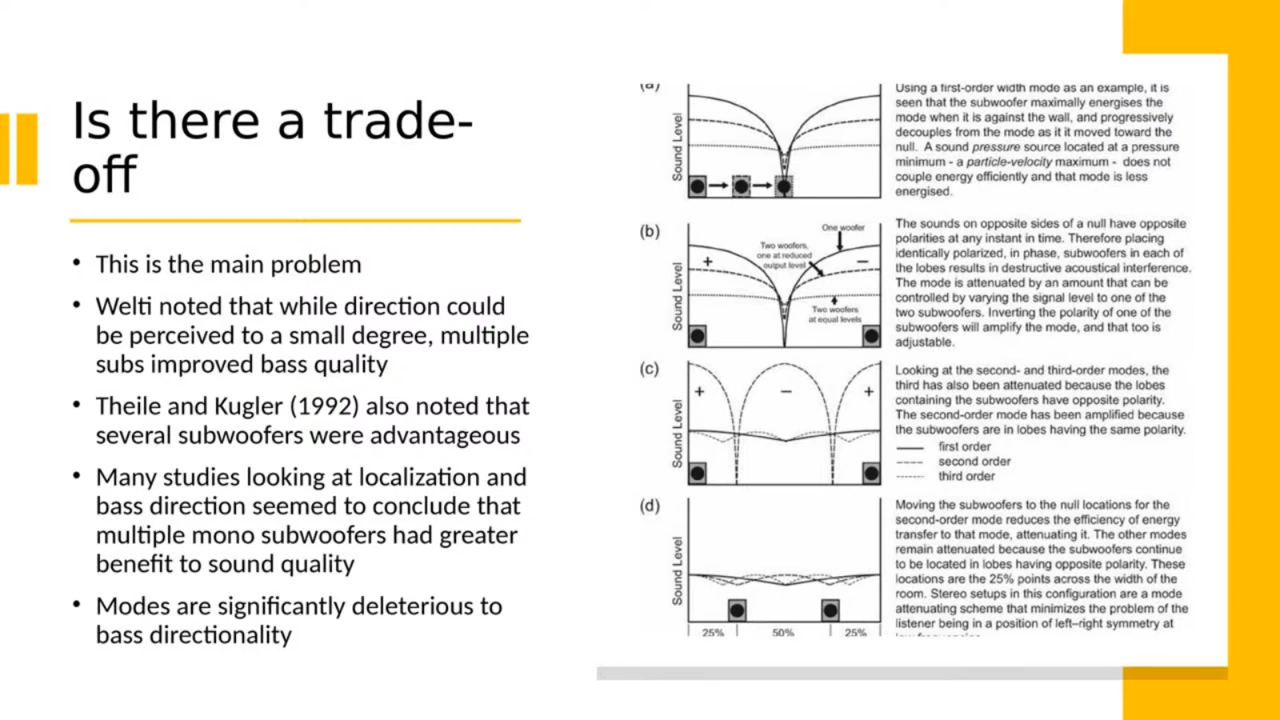 Is there a trade-
off
• This is the main problem
• Welti noted that while direction could
be perceived to a small degree, multiple
subs improved bass quality
• Theile and Kugler (1992) also noted that
several subwoofers were advantageous
• Many studies looking at localization and
bass direction seemed to conclude that
multiple mono subwoofers had greater
benefit to sound quality
• Modes are significantly deleterious to
bass directionality
(a)
Sound Level
Using a first-order width mode as an example, it is
seen that the subwoofer maximally energises the
mode when it is against the wall, and progressively
decouples from the mode as it it moved toward the
null. A sound pressure source located at a pressure
minimum - a particle-velocity maximum - does not
couple energy efficiently and that mode is less
energised.
(b)
Sound Level
One woofer
Two woofers,
one at reduced
output level
+
−
Two woofers
at equal levels
The sounds on opposite sides of a null have opposite
polarities at any instant in time. Therefore placing
identically polarized, in phase, subwoofers in each of
the lobes results in destructive acoustical interference.
The mode is attenuated by an amount that can be
controlled by varying the signal level to one of the
two subwoofers. Inverting the polarity of one of the
subwoofers will amplify the mode, and that too is
adjustable.
(c)
Sound Level
+ − +
Looking at the second- and third-order modes, the
third has also been attenuated because the lobes
containing the subwoofers have opposite polarity.
The second-order mode has been amplified because
the subwoofers are in lobes having the same polarity.
first order
second order
third order
(d)
Sound Level
25% 50% 25%
Moving the subwoofers to the null locations for the
second-order mode reduces the efficiency of energy
transfer to that mode, attenuating it. The other modes
remain attenuated because the subwoofers continue
to be located in lobes having opposite polarity. These
locations are the 25% points across the width of the
room. Stereo setups in this configuration are a mode
attenuating scheme that minimizes the problem of the
listener being in a position of left–right symmetry at